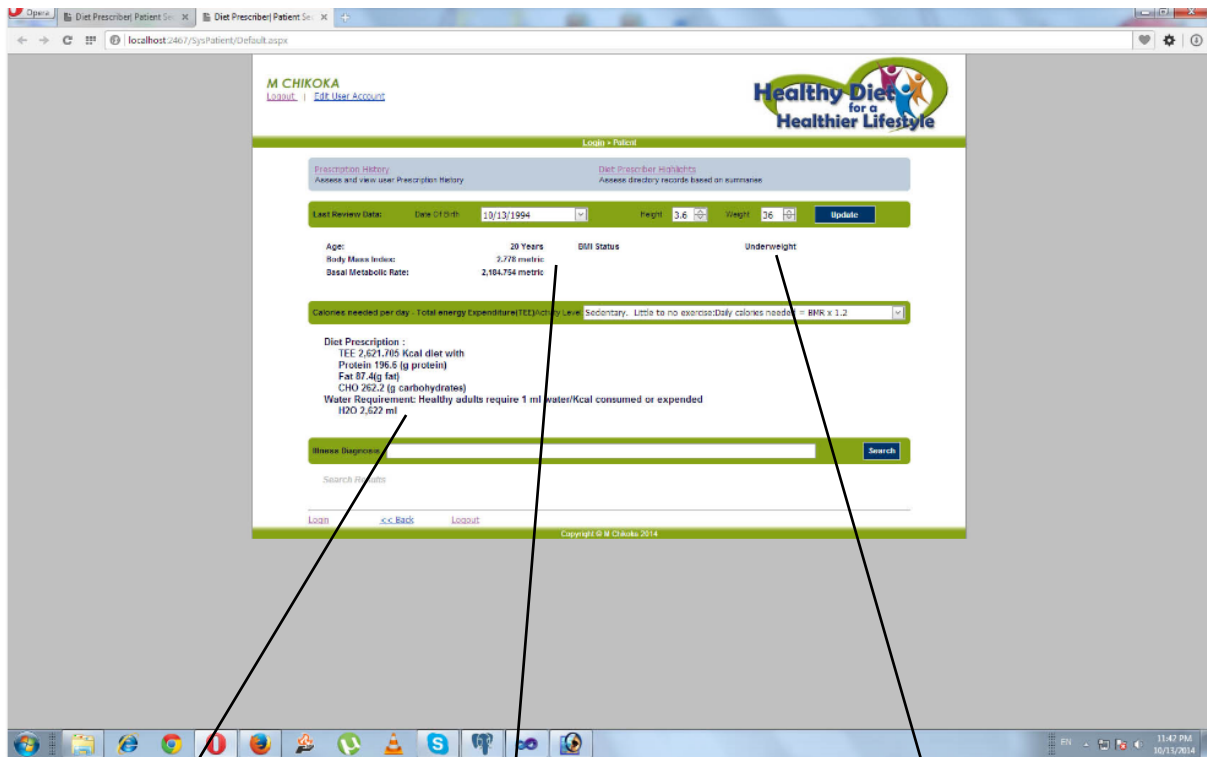 Opera
Diet Prescriber| Patient Se
Diet Prescriber| Patient Se
localhost:2467/SysPatient/Default.aspx
M CHIKOKA
Logout | Edit User Account
Healthy Diet
for a
Healthier Lifestyle
Login > Patient
Prescription History
Assess and view user Prescription History
Diet Prescriber Highlights
Assess directory records based on summaries
Last Review Data: Date Of Birth 10/13/1994 Height 3.6 Weight 36 Update
Age: 20 Years BMI Status Underweight
Body Mass Index: 2.778 metric
Basal Metabolic Rate: 2,184.754 metric
Calories needed per day - Total energy Expenditure(TEE)Activity Level Sedentary. Little to no exercise:Daily calories needed = BMR x 1.2
Diet Prescription :
TEE 2,621.705 Kcal diet with
Protein 196.6 (g protein)
Fat 87.4(g fat)
CHO 262.2 (g carbohydrates)
Water Requirement: Healthy adults require 1 ml water/Kcal consumed or expended
H2O 2,622 ml
Illness Diagnosis Search
Search Results
Login << Back Logout
Copyright © M Chikoka 2014
EN
11:47 PM
10/13/2014